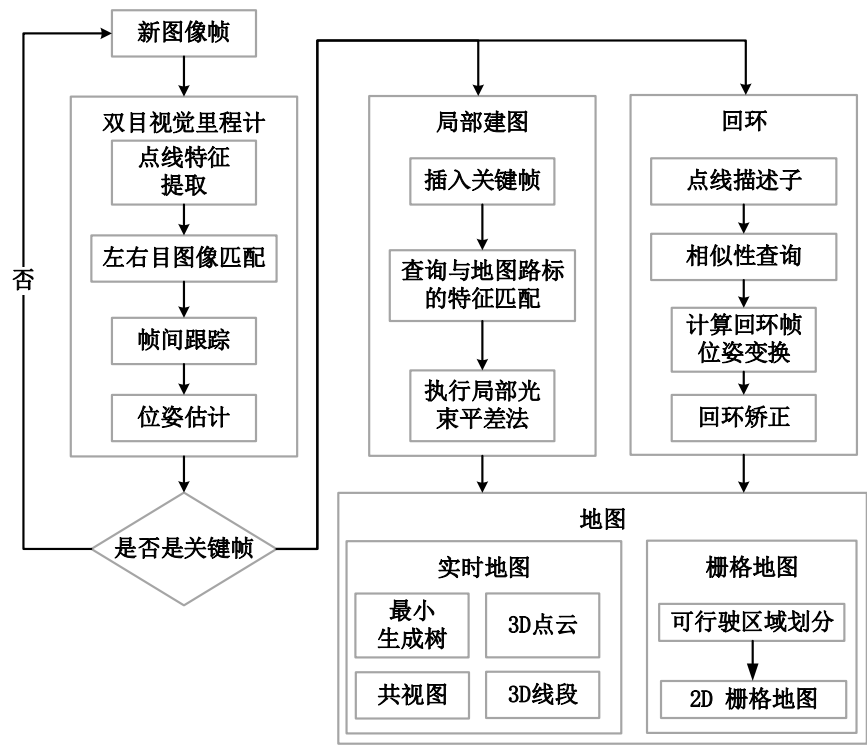 新图像帧
双目视觉里程计
点线特征
提取
左右目图像匹配
帧间跟踪
位姿估计
是否是关键帧
否
局部建图
插入关键帧
查询与地图路标
的特征匹配
执行局部光
束平差法
回环
点线描述子
相似性查询
计算回环帧
位姿变换
回环矫正
地图
实时地图
最小
生成树
3D点云
共视图
3D线段
栅格地图
可行驶区域划分
2D 栅格地图